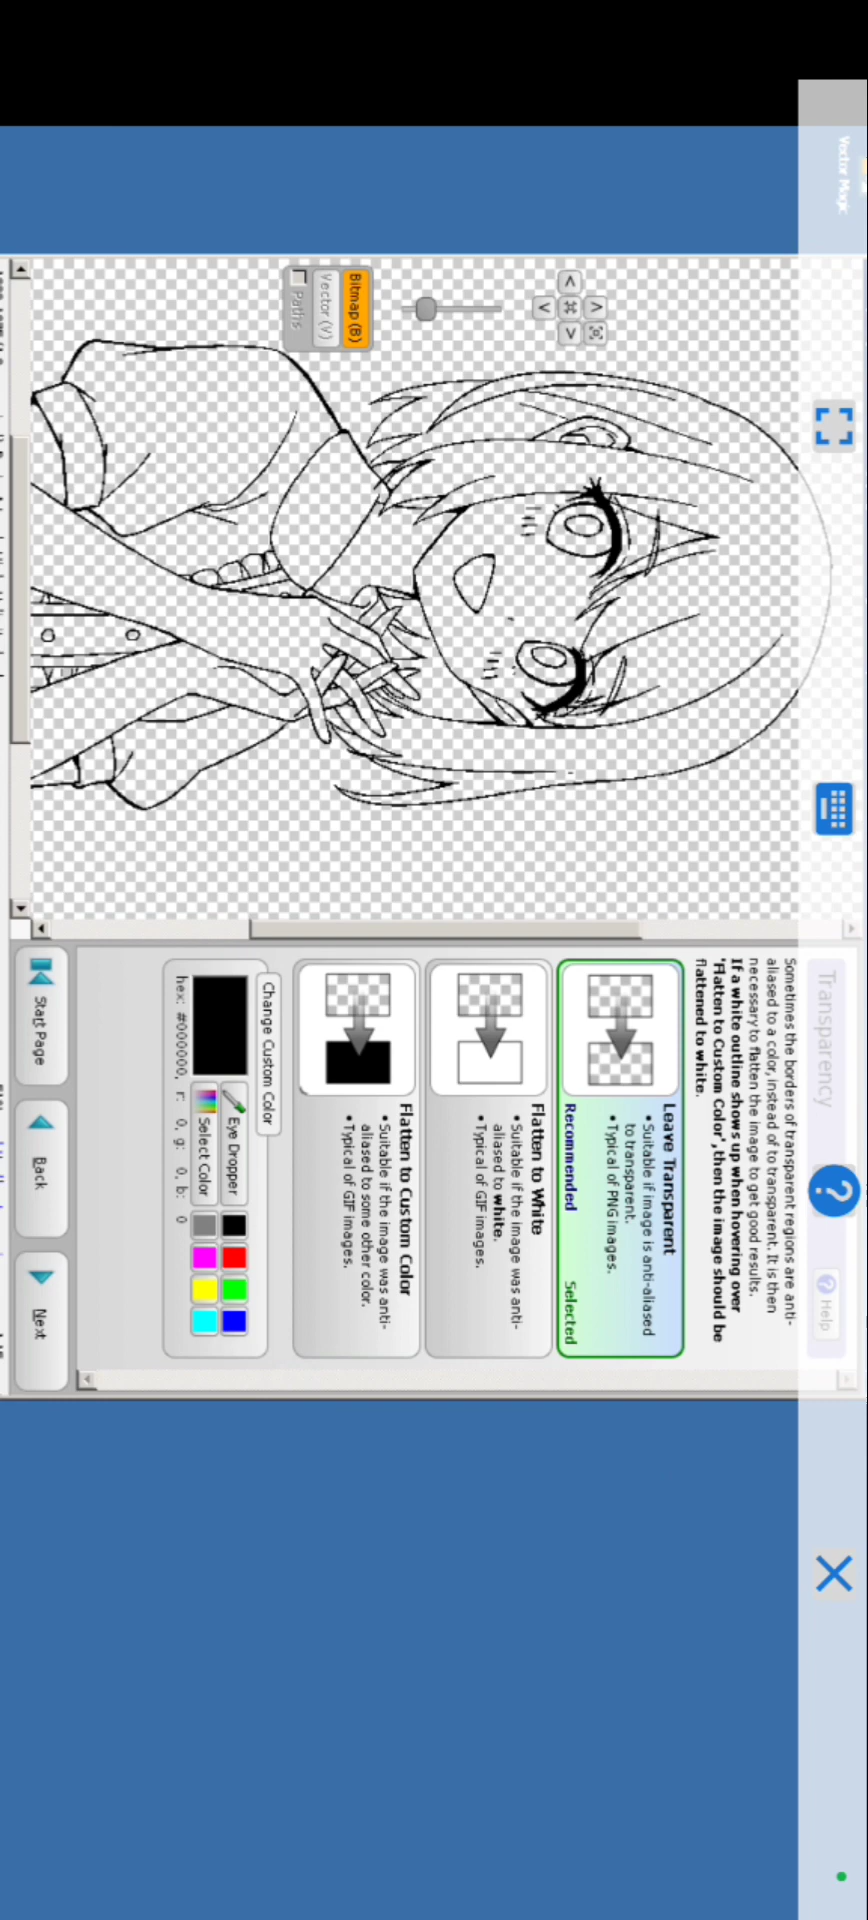 Vector Magic
Bitmap (B)
Vector (V)
Paths
Transparency
Help
Sometimes the borders of transparent regions are anti-
aliased to a color, instead of to transparent. It is then
necessary to flatten the image to get good results.
If a white outline shows up when hovering over
'Flatten to Custom Color', then the image should be
flattened to white.
Leave Transparent
• Suitable if image is anti-aliased
to transparent.
• Typical of PNG images.
Recommended Selected
Flatten to White
• Suitable if the image was anti-
aliased to white.
• Typical of GIF images.
Flatten to Custom Color
• Suitable if the image was anti-
aliased to some other color.
• Typical of GIF images.
Change Custom Color
Eye Dropper
Select Color
hex: #000000, r: 0, g: 0, b: 0
Start Page
Back
Next